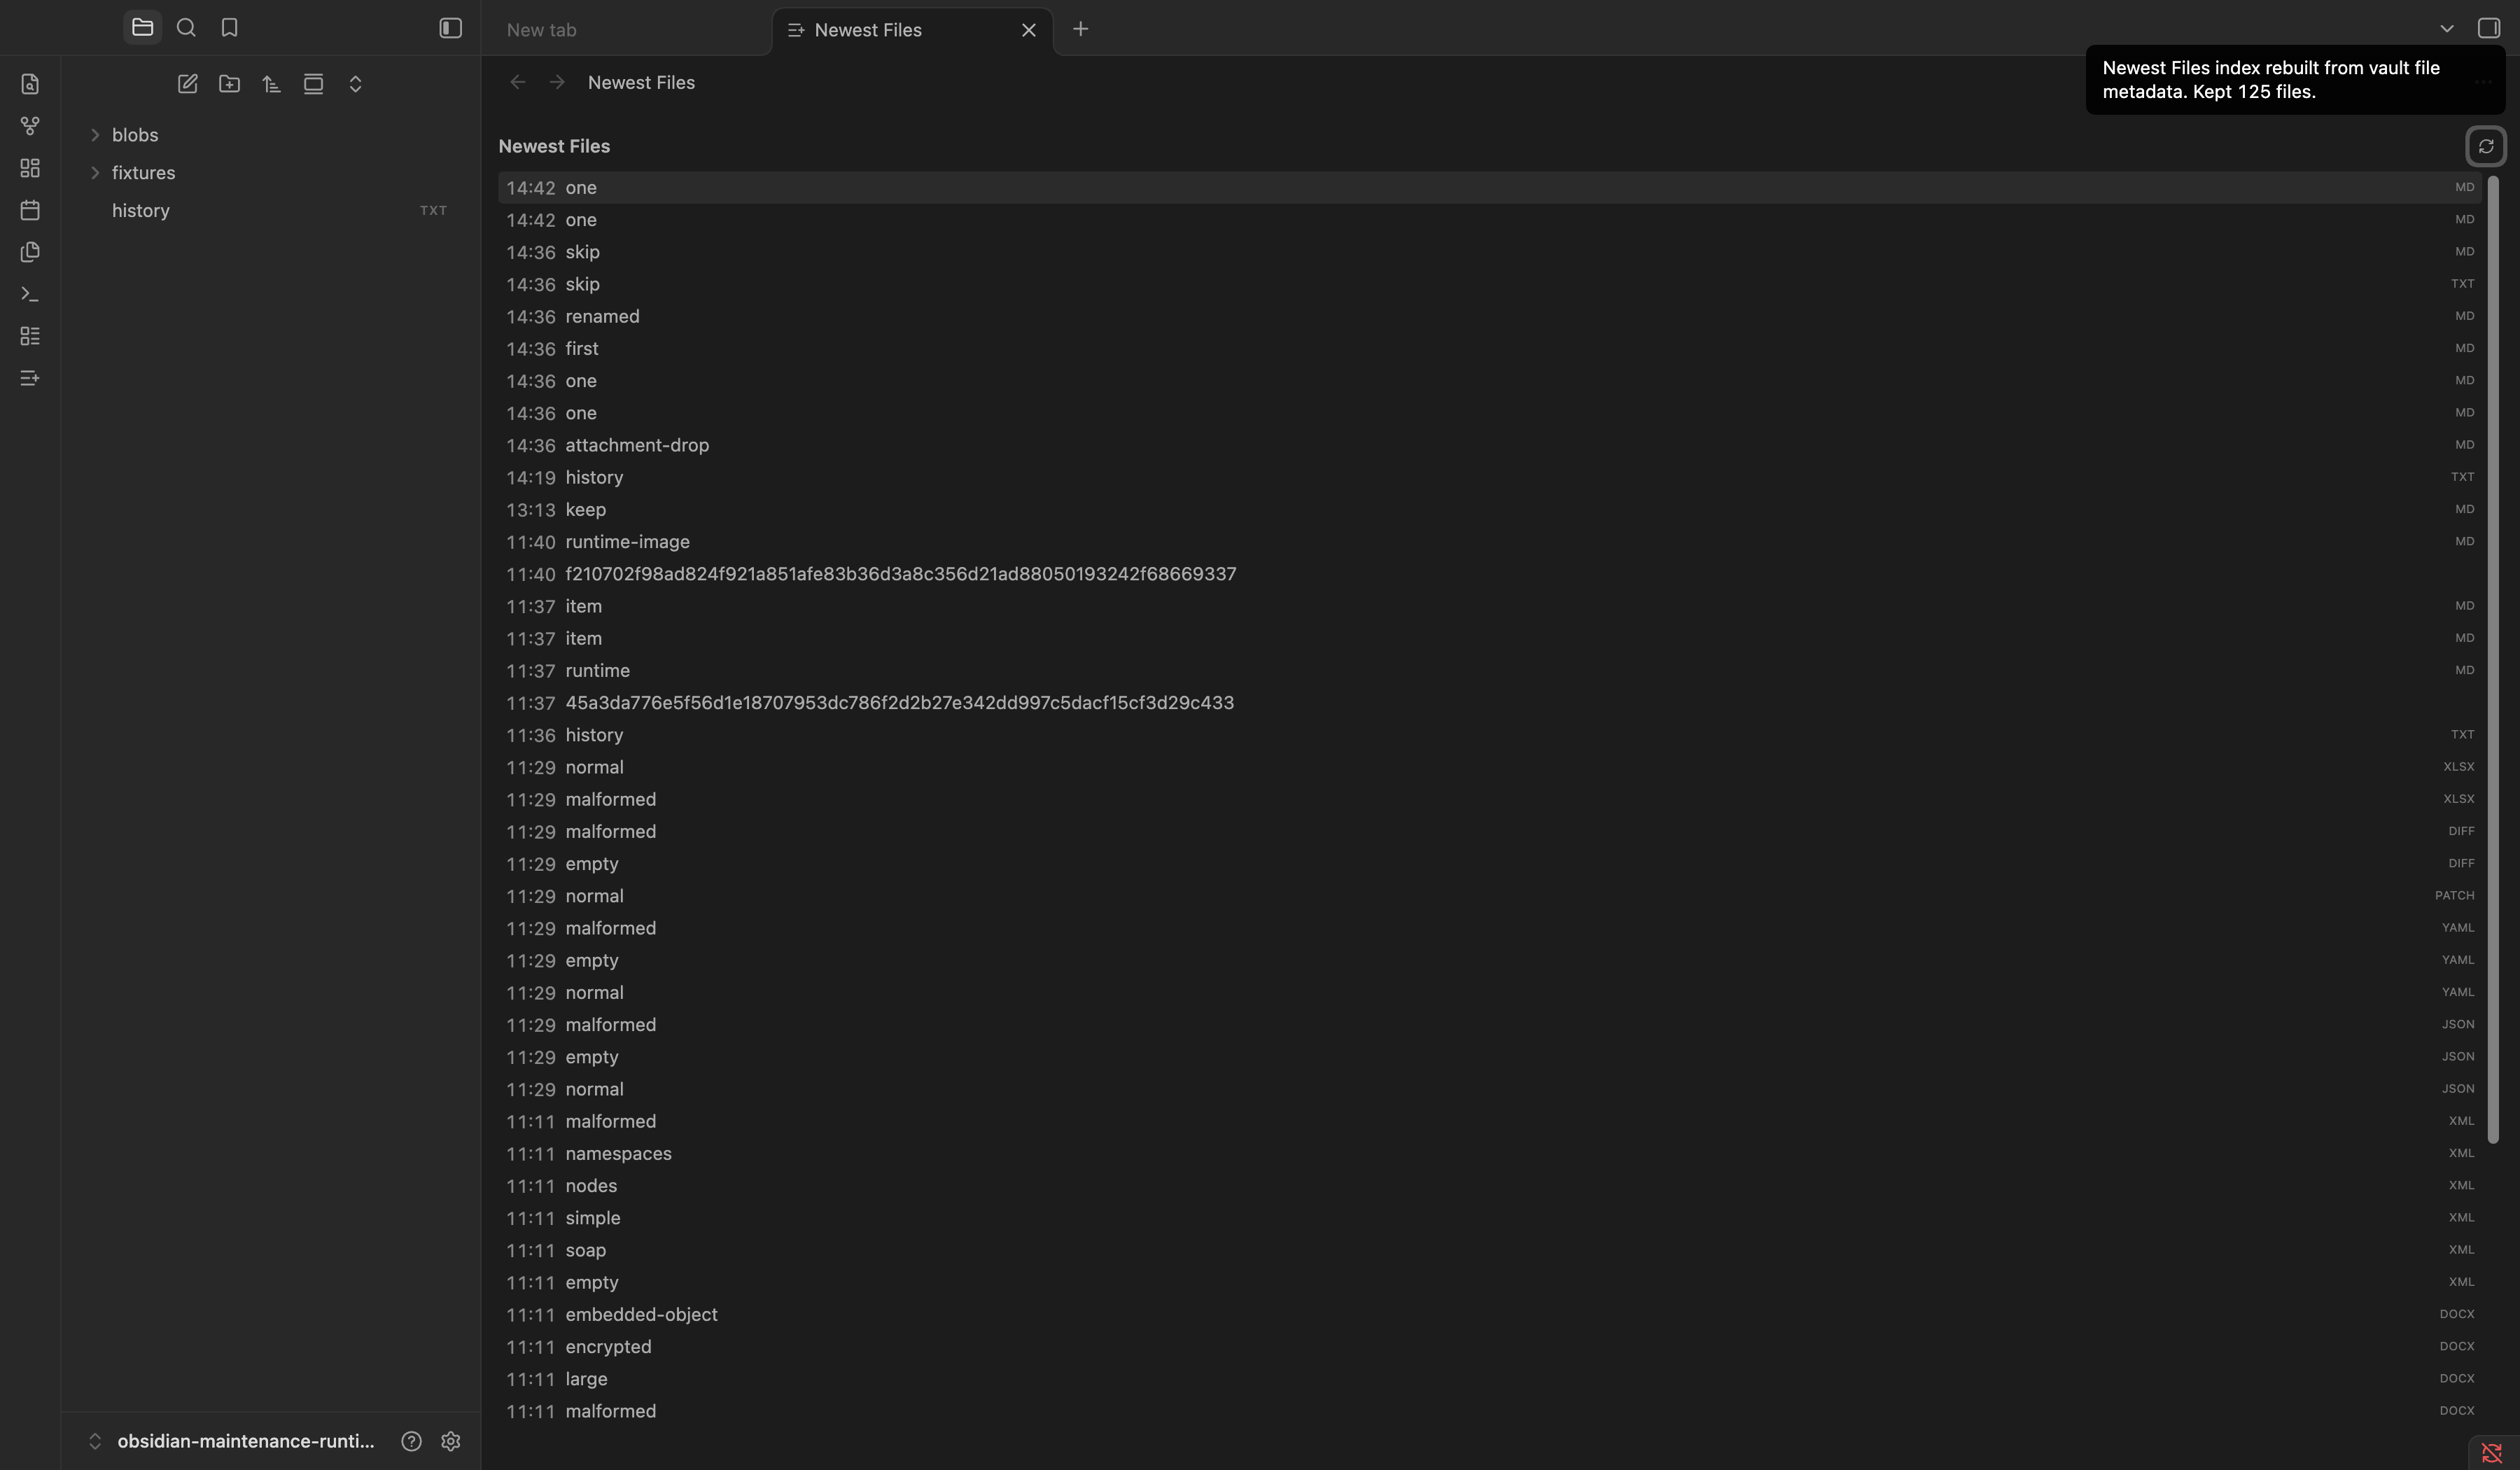 New tab
Newest Files
Newest Files
Newest Files index rebuilt from vault file
metadata. Kept 125 files.
blobs
fixtures
history TXT
Newest Files
14:42 one MD
14:42 one MD
14:36 skip MD
14:36 skip TXT
14:36 renamed MD
14:36 first MD
14:36 one MD
14:36 one MD
14:36 attachment-drop MD
14:19 history TXT
13:13 keep MD
11:40 runtime-image MD
11:40 f210702f98ad824f921a851afe83b36d3a8c356d21ad88050193242f68669337
11:37 item MD
11:37 item MD
11:37 runtime MD
11:37 45a3da776e5f56d1e18707953dc786f2d2b27e342dd997c5dacf15cf3d29c433
11:36 history TXT
11:29 normal XLSX
11:29 malformed XLSX
11:29 malformed DIFF
11:29 empty DIFF
11:29 normal PATCH
11:29 malformed YAML
11:29 empty YAML
11:29 normal YAML
11:29 malformed JSON
11:29 empty JSON
11:29 normal JSON
11:11 malformed XML
11:11 namespaces XML
11:11 nodes XML
11:11 simple XML
11:11 soap XML
11:11 empty XML
11:11 embedded-object DOCX
11:11 encrypted DOCX
11:11 large DOCX
11:11 malformed DOCX
obsidian-maintenance-runti...